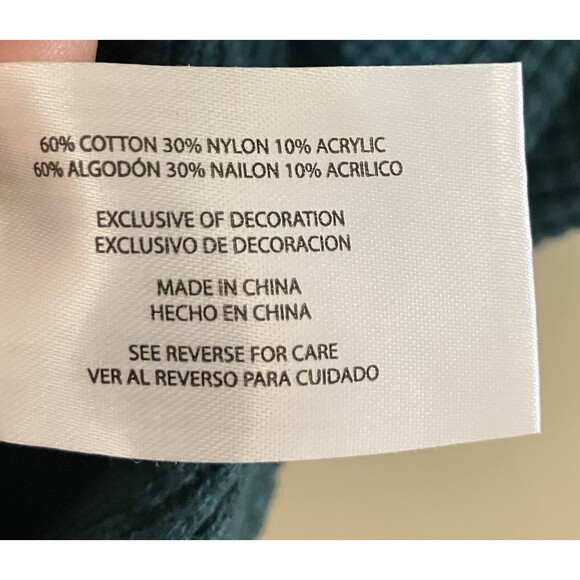 60% COTTON 30% NYLON 10% ACRYLIC
60% ALGODÓN 30% NAILON 10% ACRILICO
EXCLUSIVE OF DECORATION
EXCLUSIVO DE DECORACION
MADE IN CHINA
HECHO EN CHINA
SEE REVERSE FOR CARE
VER AL REVERSO PARA CUIDADO